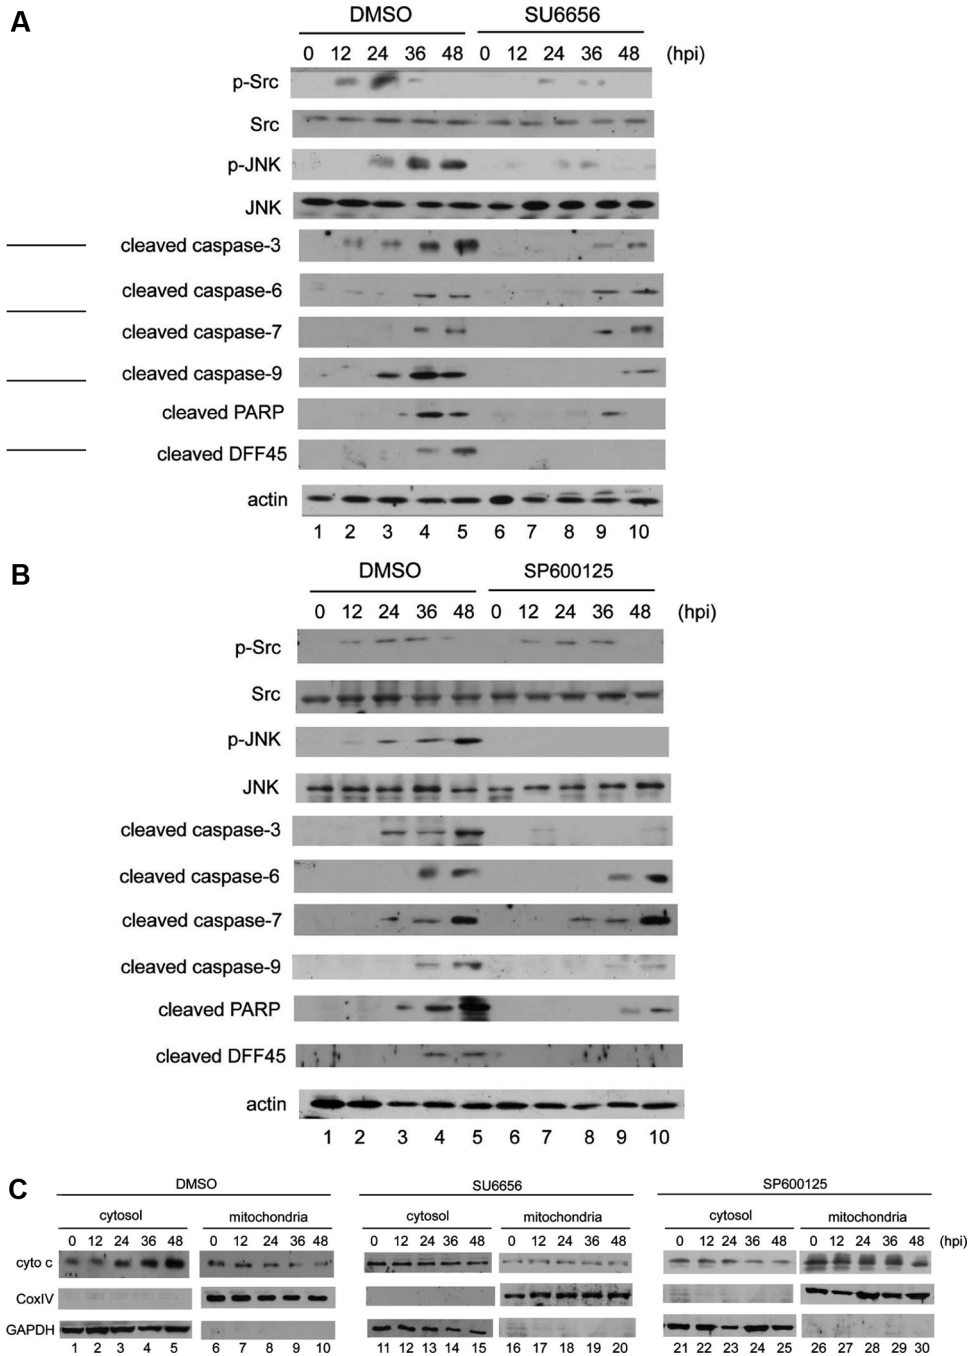 A
DMSO SU6656
0 12 24 36 48 0 12 24 36 48 (hpi)
p-Src
Src
p-JNK
JNK
cleaved caspase-3
cleaved caspase-6
cleaved caspase-7
cleaved caspase-9
cleaved PARP
cleaved DFF45
actin
1 2 3 4 5 6 7 8 9 10
B
DMSO SP600125
0 12 24 36 48 0 12 24 36 48 (hpi)
p-Src
Src
p-JNK
JNK
cleaved caspase-3
cleaved caspase-6
cleaved caspase-7
cleaved caspase-9
cleaved PARP
cleaved DFF45
actin
1 2 3 4 5 6 7 8 9 10
C
DMSO SU6656 SP600125
cytosol mitochondria cytosol mitochondria cytosol mitochondria
0 12 24 36 48 0 12 24 36 48 0 12 24 36 48 0 12 24 36 48 0 12 24 36 48 0 12 24 36 48 (hpi)
cyto c
CoxIV
GAPDH
1 2 3 4 5 6 7 8 9 10 11 12 13 14 15 16 17 18 19 20 21 22 23 24 25 26 27 28 29 30